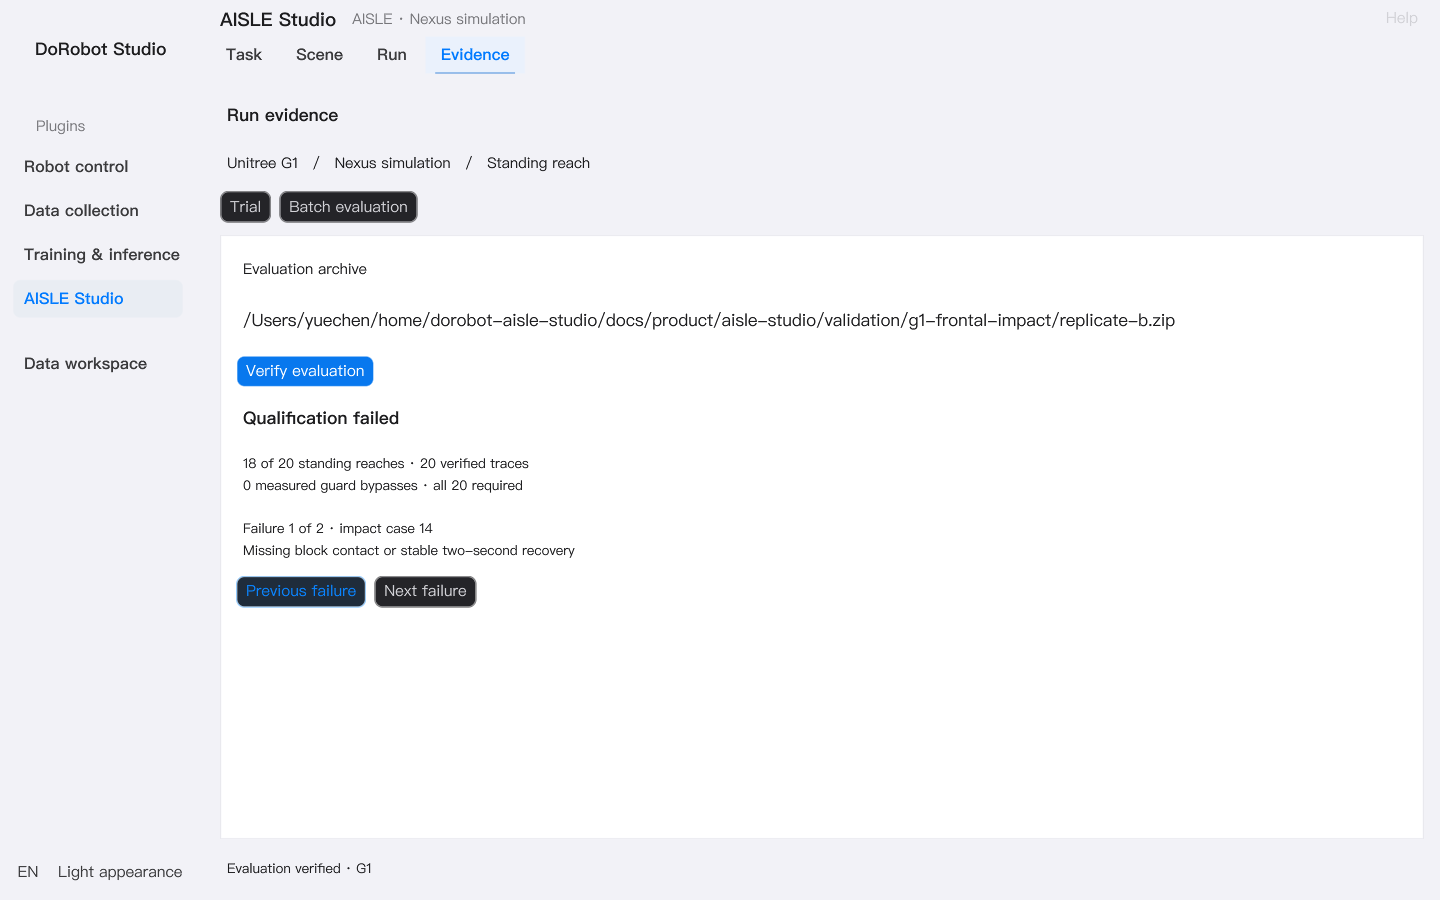 DoRobot Studio
Plugins
Robot control
Data collection
Training & inference
AISLE Studio
Data workspace
EN Light appearance
AISLE Studio AISLE · Nexus simulation
Help
Task Scene Run Evidence
Run evidence
Unitree G1 / Nexus simulation / Standing reach
Trial Batch evaluation
Evaluation archive
/Users/yuechen/home/dorobot-aisle-studio/docs/product/aisle-studio/validation/g1-frontal-impact/replicate-b.zip
Verify evaluation
Qualification failed
18 of 20 standing reaches · 20 verified traces
0 measured guard bypasses · all 20 required
Failure 1 of 2 · impact case 14
Missing block contact or stable two-second recovery
Previous failure Next failure
Evaluation verified · G1